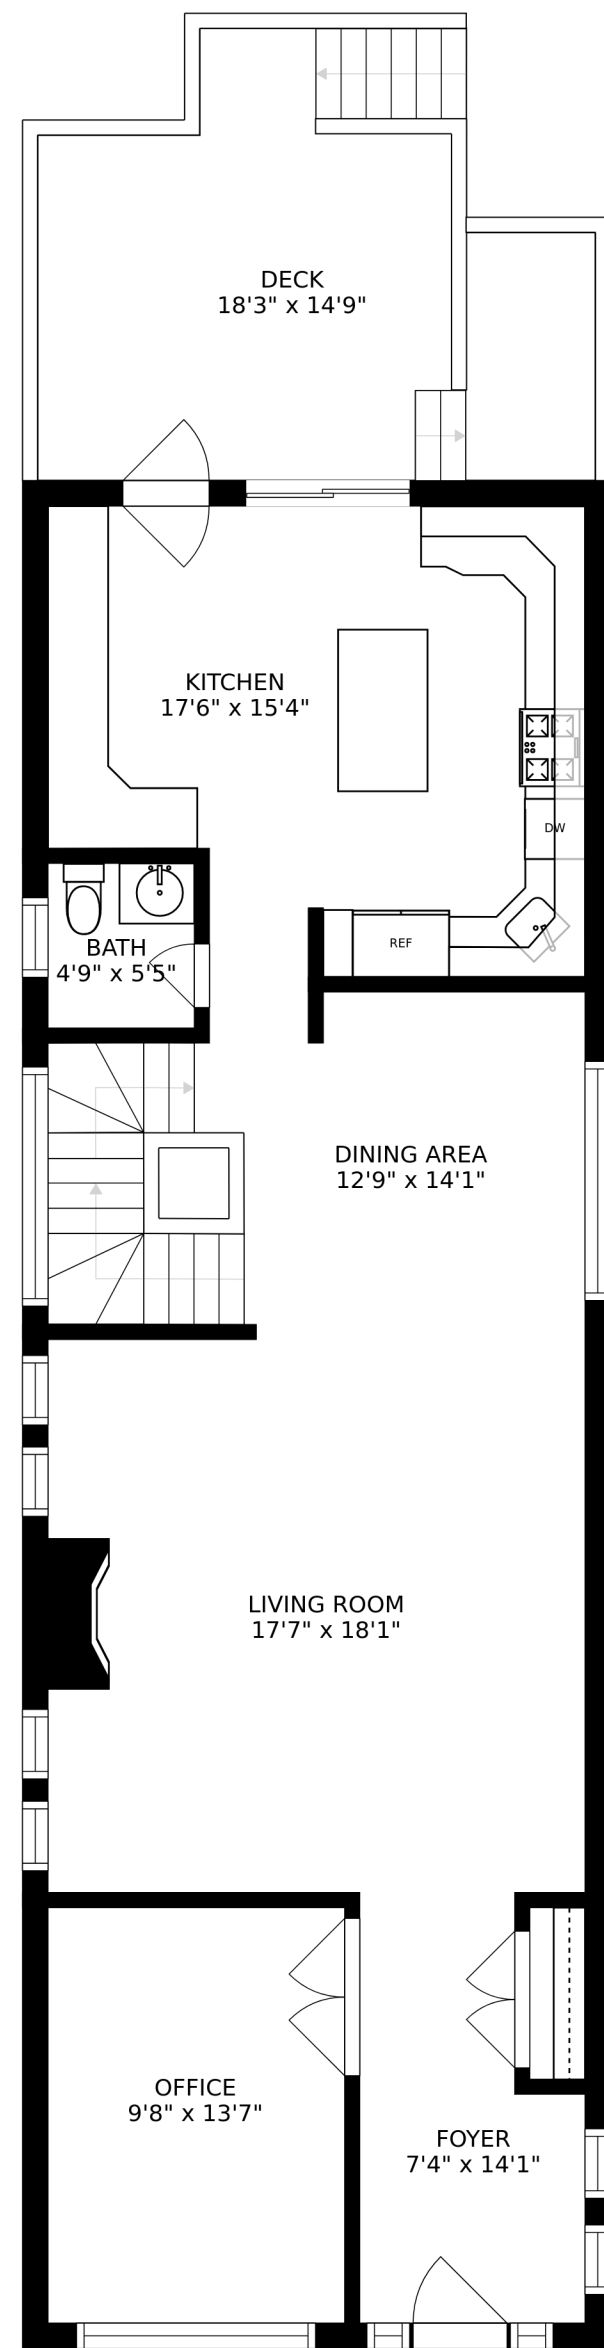 DECK
18'3" x 14'9"
KITCHEN
17'6" x 15'4"
DW
REF
BATH
4'9" x 5'5"
DINING AREA
12'9" x 14'1"
LIVING ROOM
17'7" x 18'1"
OFFICE
9'8" x 13'7"
FOYER
7'4" x 14'1"